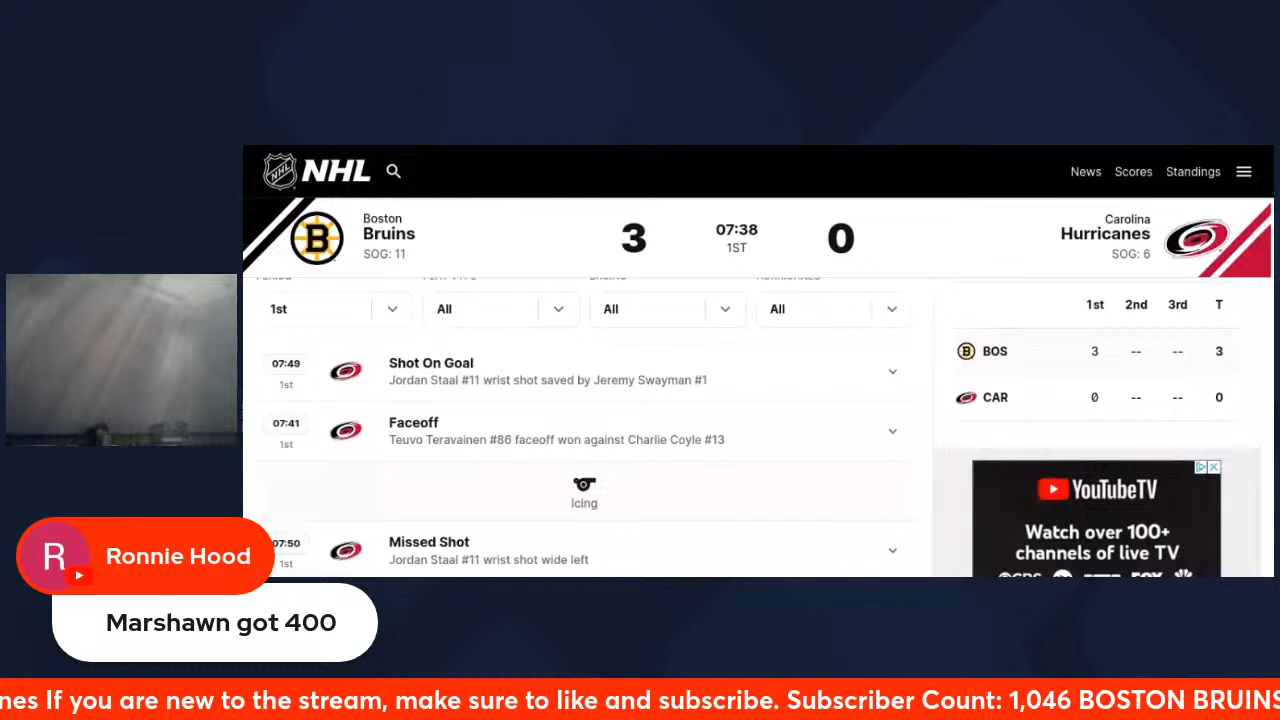 NHL
NHL
News Scores Standings
Boston
Bruins
SOG: 11
3
07:38
1ST
0
Carolina
Hurricanes
SOG: 6
1st All All All
07:49
1st
Shot On Goal
Jordan Staal #11 wrist shot saved by Jeremy Swayman #1
07:41
1st
Faceoff
Teuvo Teravainen #86 faceoff won against Charlie Coyle #13
Icing
07:50
1st
Missed Shot
Jordan Staal #11 wrist shot wide left
1st 2nd 3rd T
B BOS 3 -- -- 3
CAR 0 -- -- 0
YouTubeTV
Watch over 100+
channels of live TV
R Ronnie Hood
Marshawn got 400
nes If you are new to the stream, make sure to like and subscribe. Subscriber Count: 1,046 BOSTON BRUINS